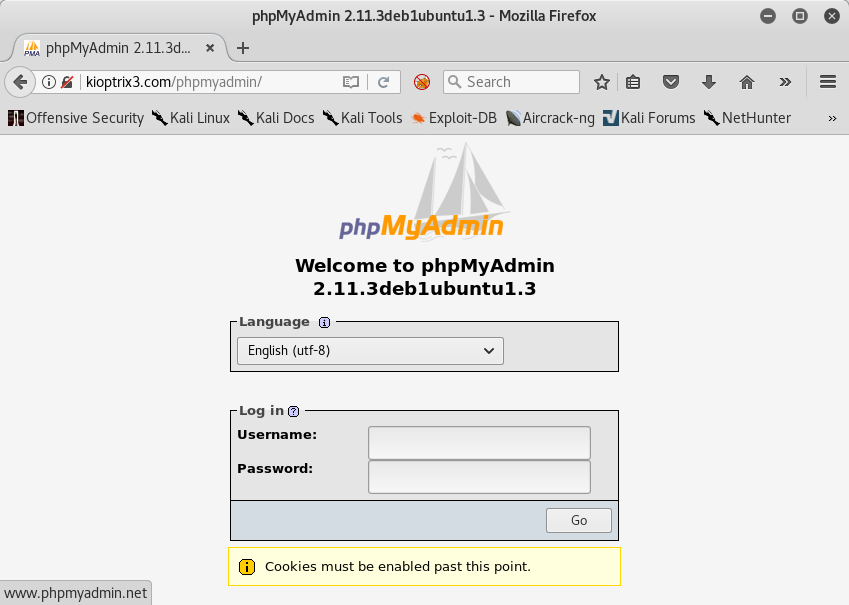 phpMyAdmin 2.11.3deb1ubuntu1.3 - Mozilla Firefox
PMA phpMyAdmin 2.11.3d...
kioptrix3.com/phpmyadmin/
Search
Offensive Security Kali Linux Kali Docs Kali Tools Exploit-DB Aircrack-ng Kali Forums NetHunter
phpMyAdmin
Welcome to phpMyAdmin
2.11.3deb1ubuntu1.3
Language
English (utf-8)
Log in
Username:
Password:
Go
Cookies must be enabled past this point.
www.phpmyadmin.net